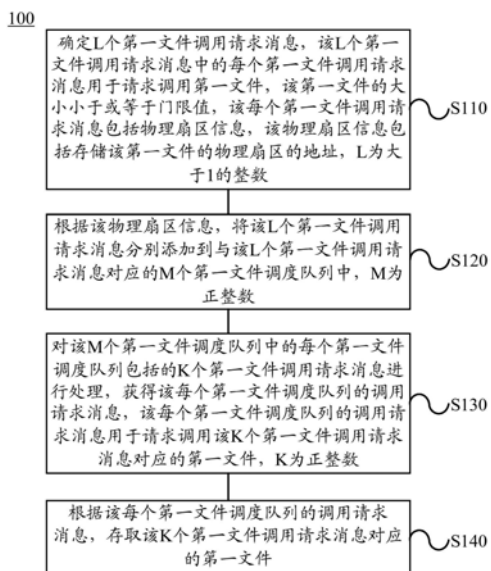 100
确定L个第一文件调用请求消息，该L个第一
文件调用请求消息中的每个第一文件调用请求
消息用于请求调用第一文件，该第一文件的大
小小于或等于门限值，该每个第一文件调用请
求消息包括物理扇区信息，该物理扇区信息包
括存储该第一文件的物理扇区的地址，L为大
于1的整数
S110
根据该物理扇区信息，将该L个第一文件调用
请求消息分别添加到与该L个第一文件调用请
求消息对应的M个第一文件调度队列中，M为
正整数
S120
对该M个第一文件调度队列中的每个第一文件
调度队列包括的K个第一文件调用请求消息进
行处理，获得该每个第一文件调度队列的调用
请求消息，该每个第一文件调度队列的调用请
求消息用于请求调用该K个第一文件调用请求
消息对应的第一文件，K为正整数
S130
根据该每个第一文件调度队列的调用请求
消息，存取该K个第一文件调用请求消息对应
的第一文件
S140